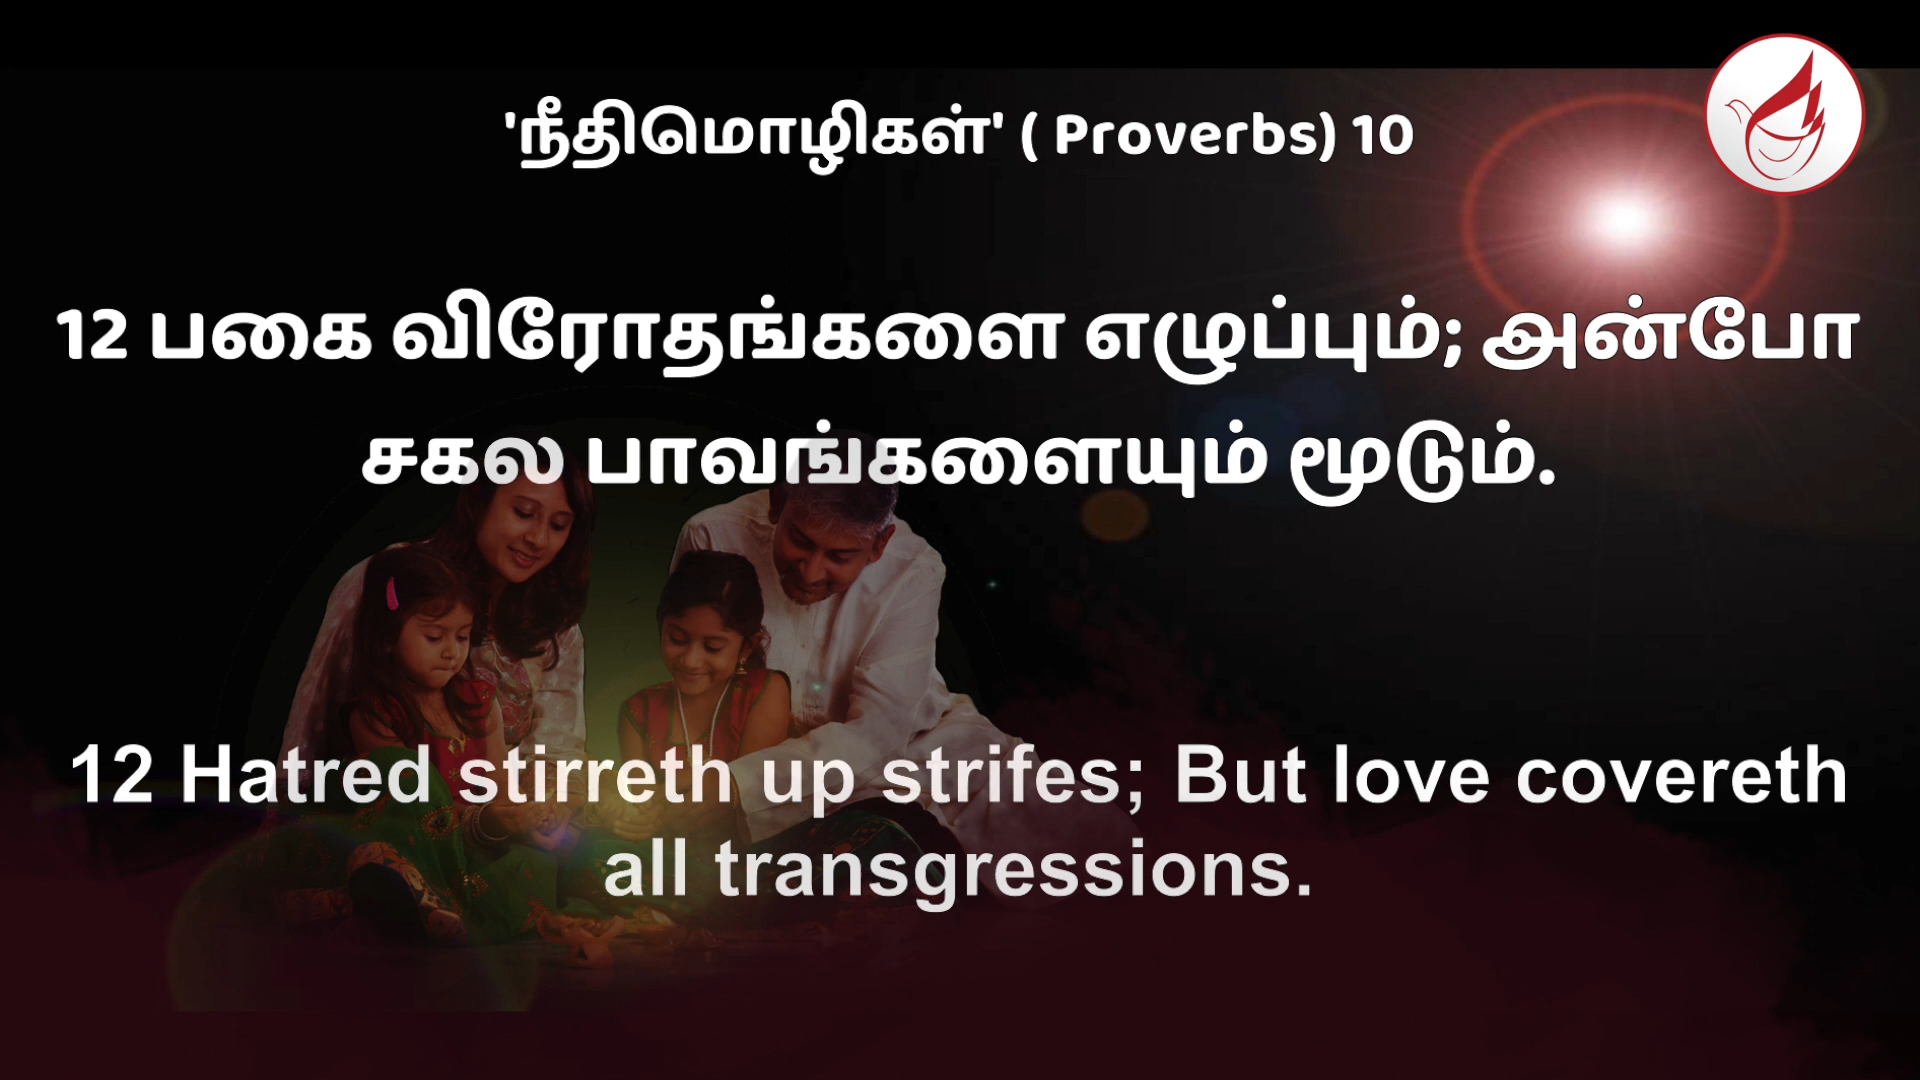 'நீதிமொழிகள்' ( Proverbs) 10
12 பகை விரோதங்களை எழுப்பும்; அன்போ
சகல பாவங்களையும் மூடும்.
12 Hatred stirreth up strifes; But love covereth
all transgressions.